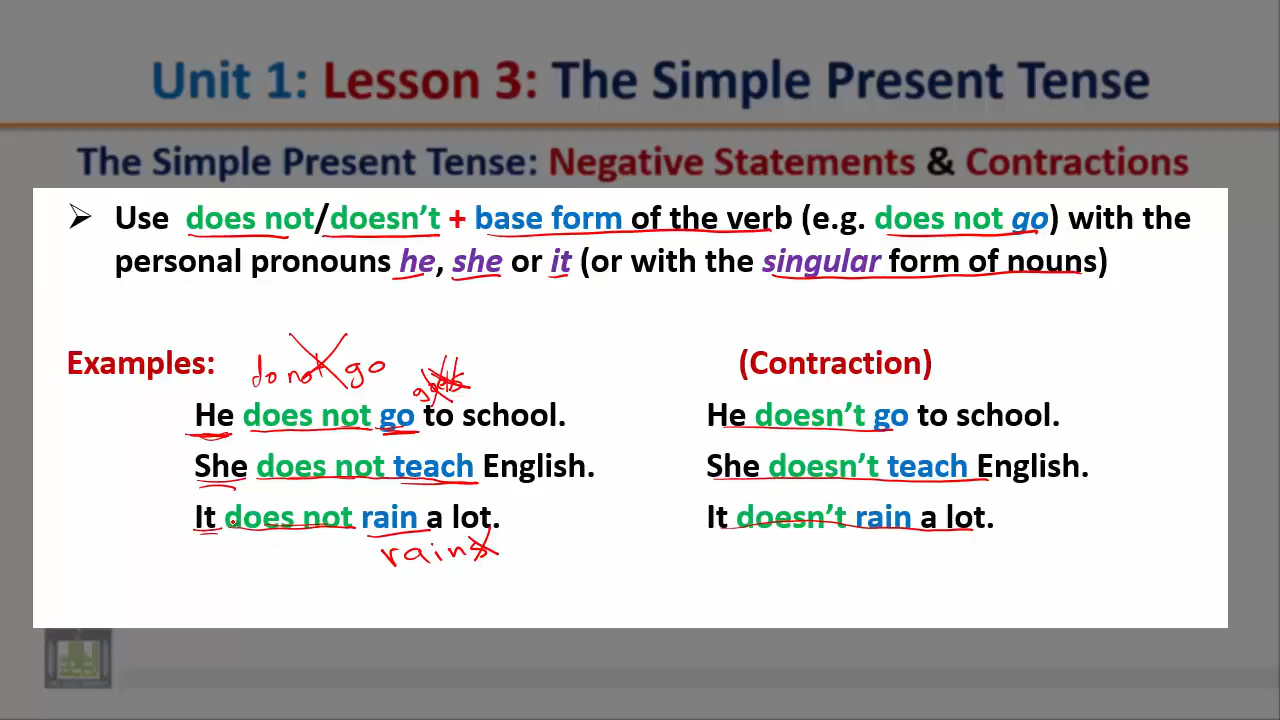 Unit 1: Lesson 3: The Simple Present Tense
The Simple Present Tense: Negative Statements & Contractions
➢ Use does not/doesn't + base form of the verb (e.g. does not go) with the
personal pronouns he, she or it (or with the singular form of nouns)
Examples:
(Contraction)
do not go
goes
He does not go to school.
He doesn't go to school.
She does not teach English.
She doesn't teach English.
It does not rain a lot.
It doesn't rain a lot.
rains